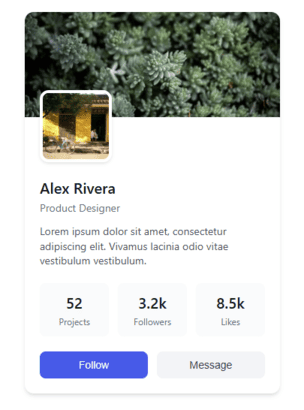 Alex Rivera
Product Designer
Lorem ipsum dolor sit amet, consectetur
adipiscing elit. Vivamus lacinia odio vitae
vestibulum vestibulum.
52 3.2k 8.5k
Projects Followers Likes
Follow Message